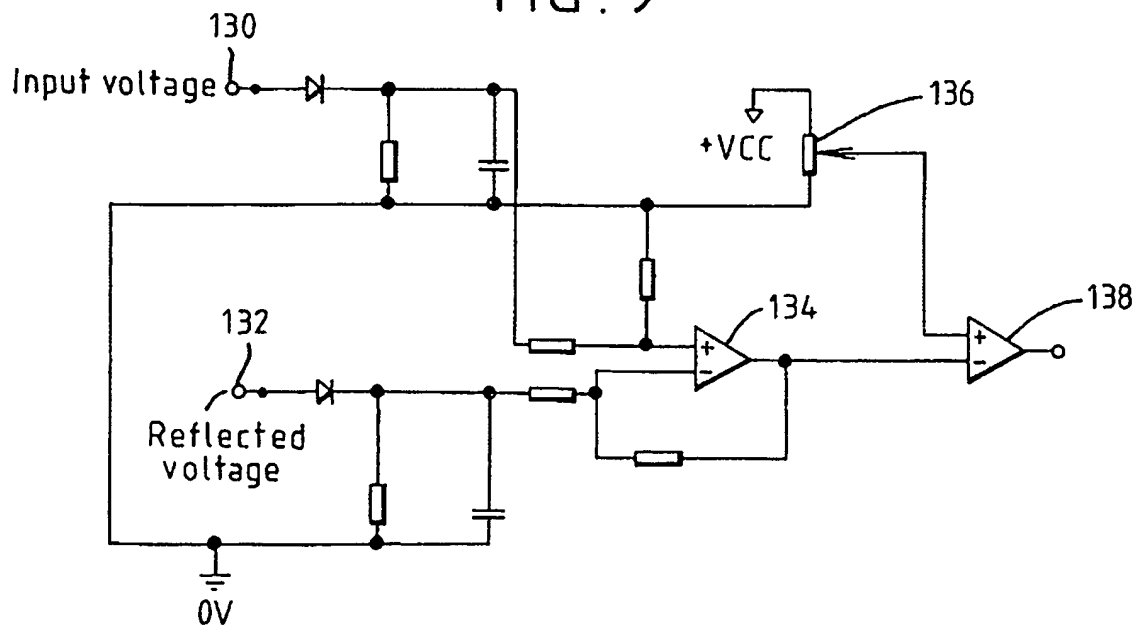 130
Input voltage
136
+VCC
+
-
134
138
+
-
132
Reflected
voltage
0V